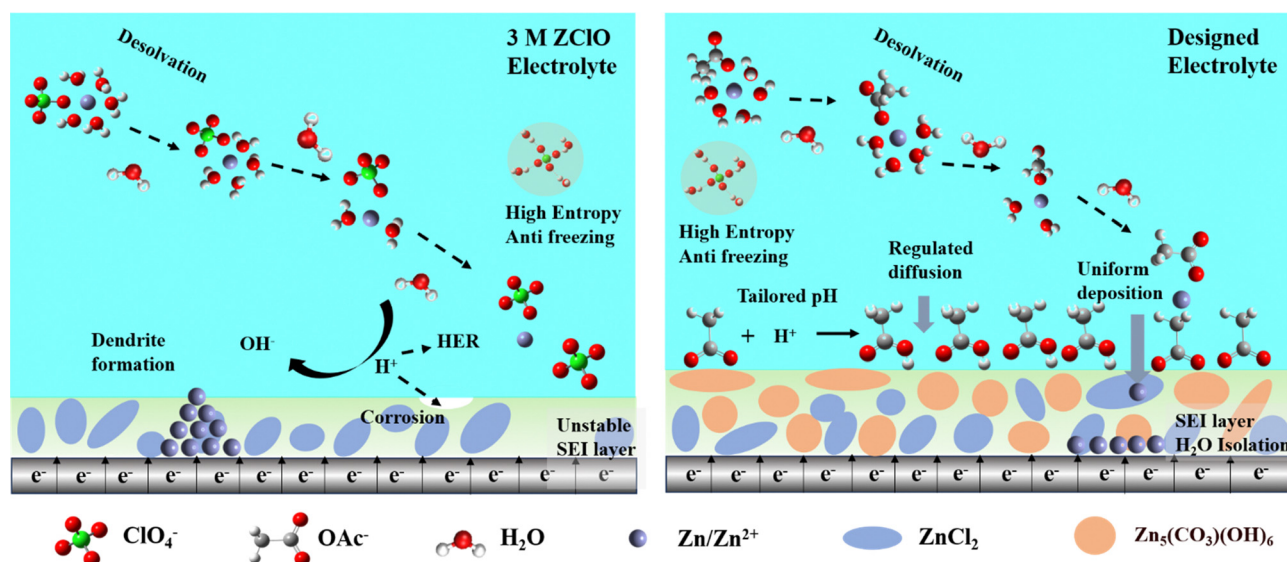 Desolvation
3 M ZClO
Electrolyte
High Entropy
Anti freezing
Dendrite
formation
OH⁻
H⁺
HER
Corrosion
Unstable
SEI layer
e⁻ e⁻ e⁻ e⁻ e⁻ e⁻ e⁻ e⁻ e⁻ e⁻ e⁻ e⁻
Desolvation
Designed
Electrolyte
High Entropy
Anti freezing
Regulated
diffusion
Uniform
deposition
Tailored pH
+ H⁺
SEI layer
H₂O Isolation
e⁻ e⁻ e⁻ e⁻ e⁻ e⁻ e⁻ e⁻ e⁻ e⁻ e⁻ e⁻
ClO₄⁻
OAc⁻
H₂O
Zn/Zn²⁺
ZnCl₂
Zn₅(CO₃)(OH)₆